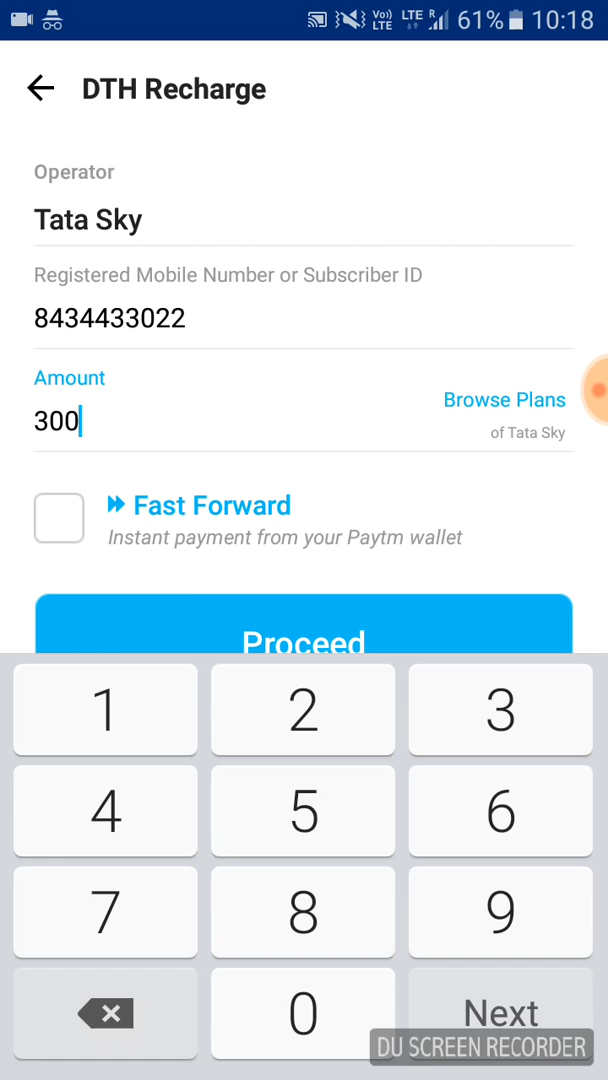 Vo) LTE LTE R 61% 10:18
DTH Recharge
Operator
Tata Sky
Registered Mobile Number or Subscriber ID
8434433022
Amount
300
Browse Plans
of Tata Sky
Fast Forward
Instant payment from your Paytm wallet
Proceed
1 2 3
4 5 6
7 8 9
0 Next
DU SCREEN RECORDER